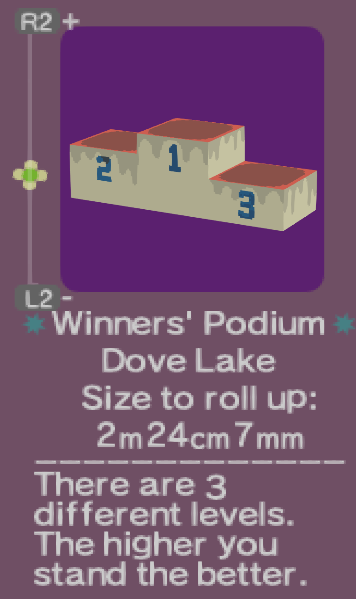 R2 +
2 1 3
L2 -
Winners' Podium
Dove Lake
Size to roll up:
2m24cm7mm
There are 3
different levels.
The higher you
stand the better.